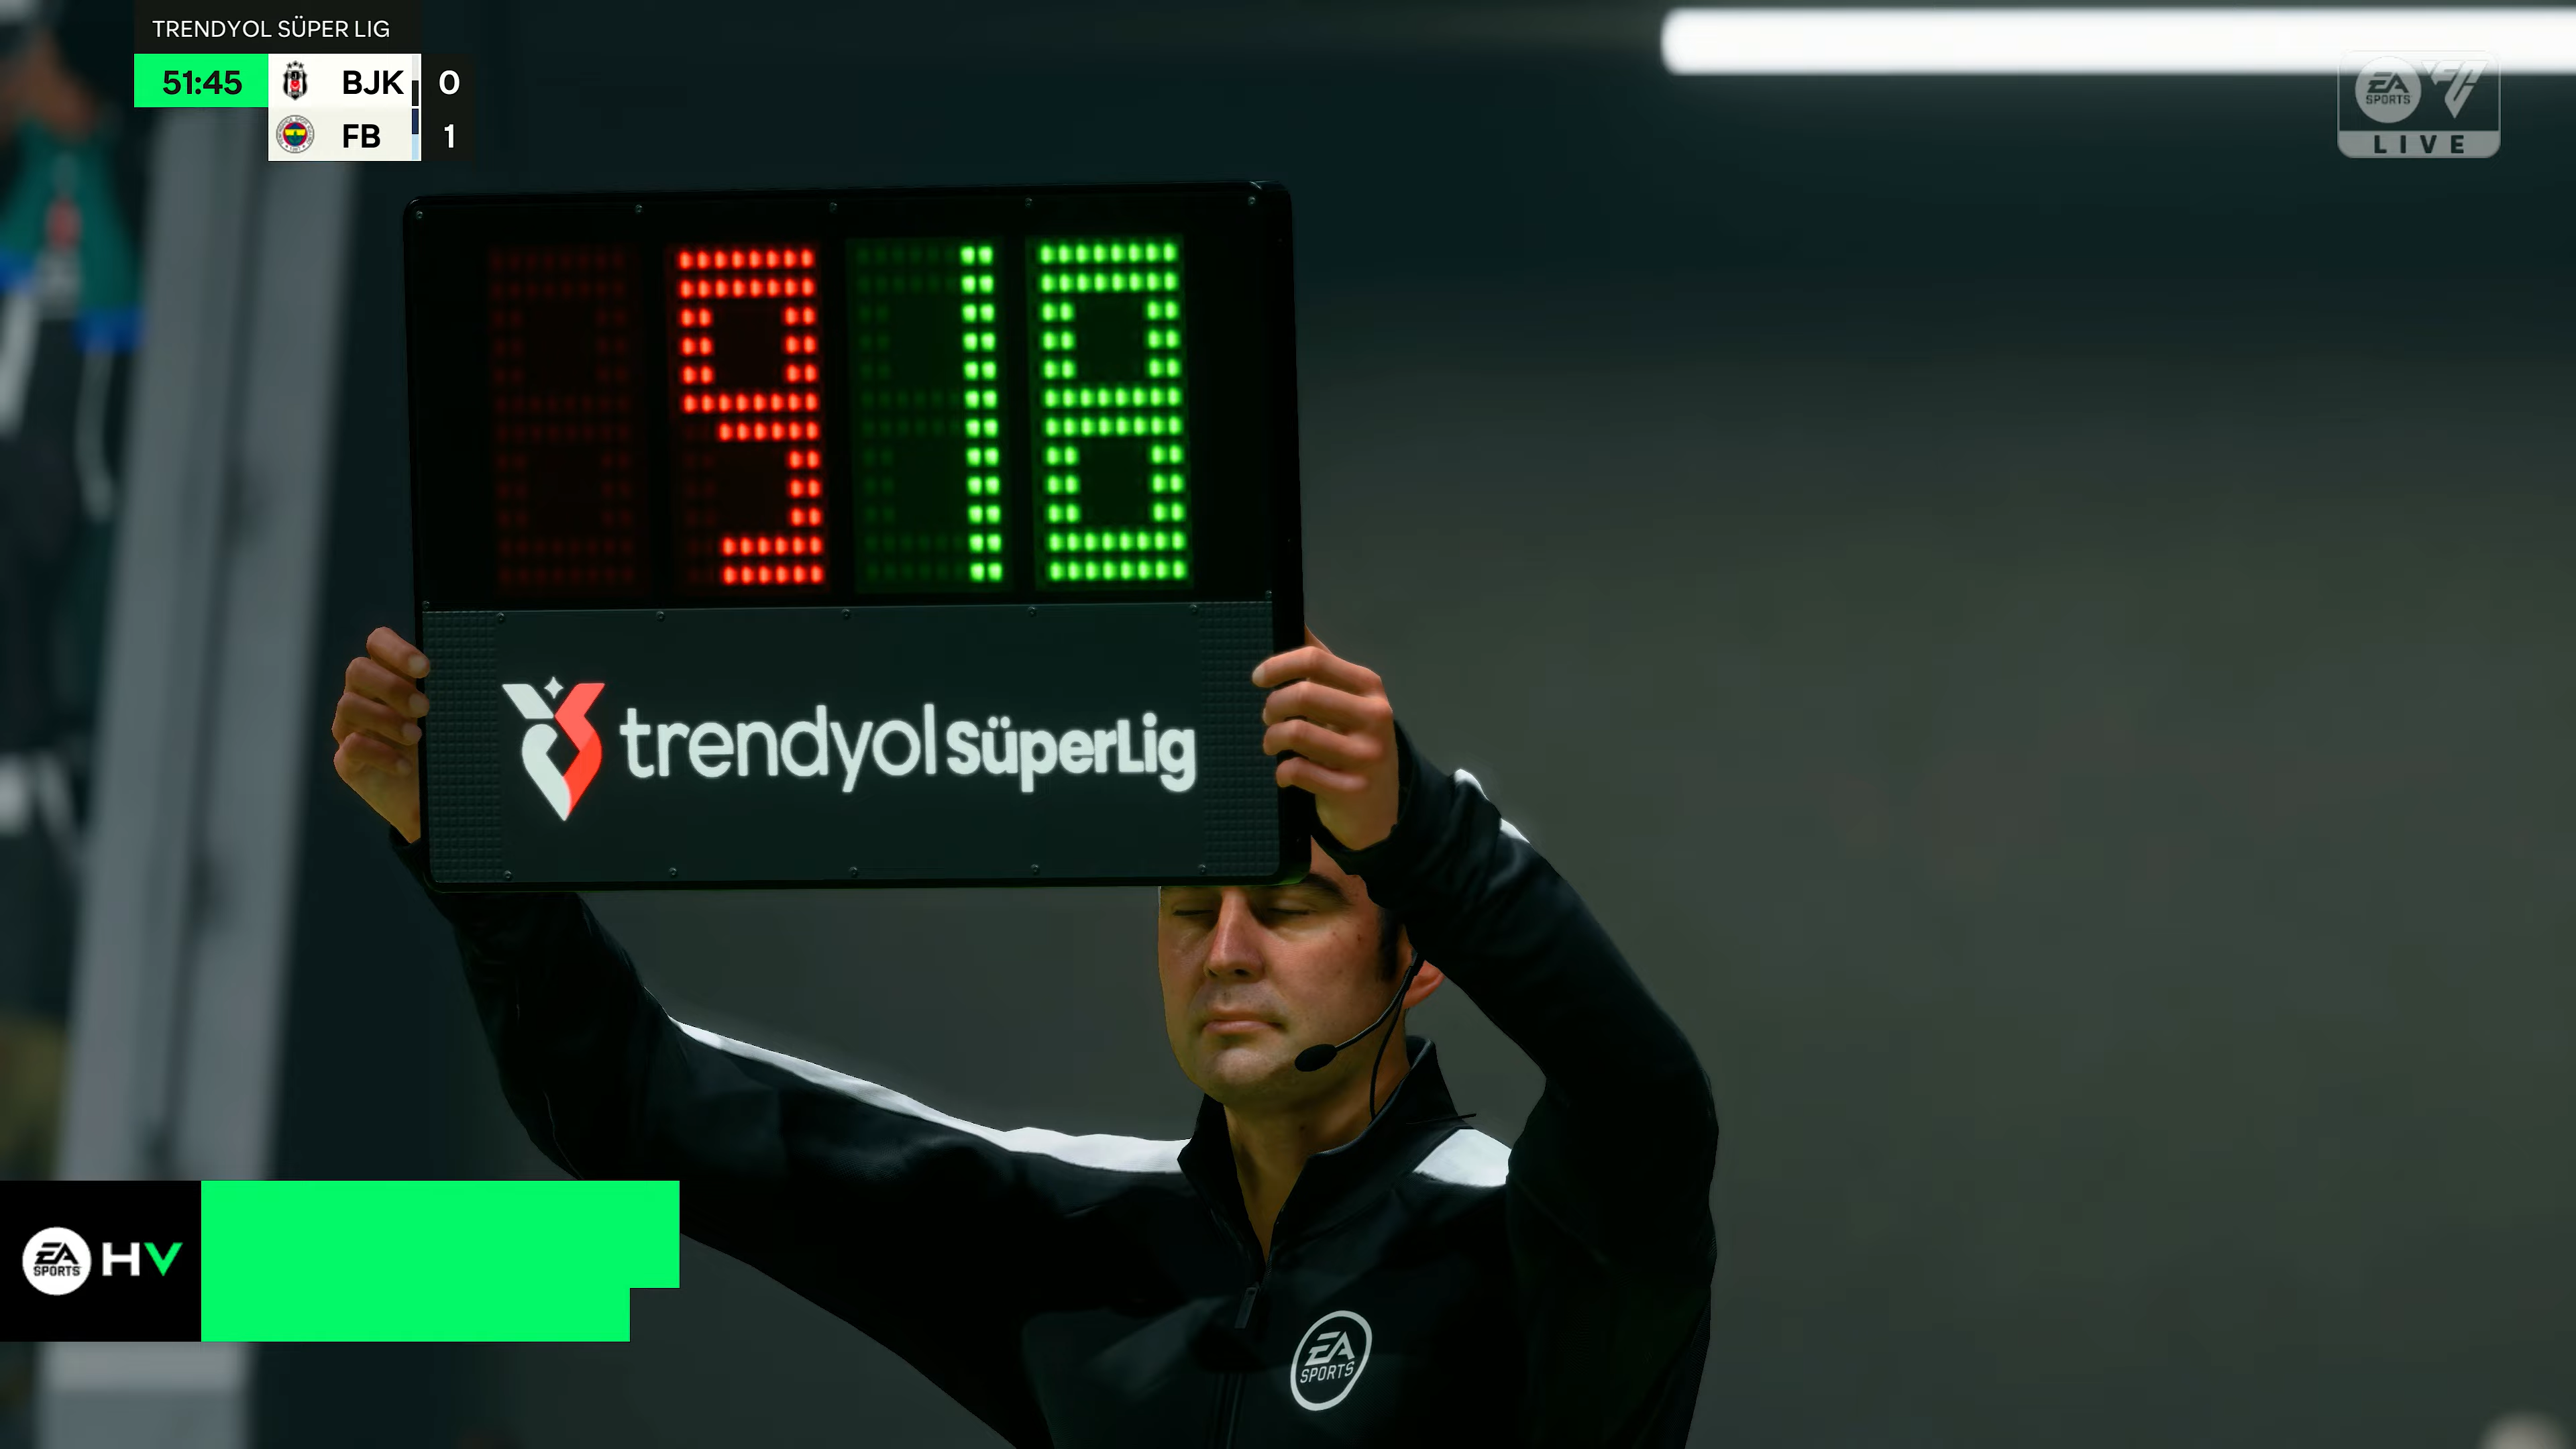 TRENDYOL SÜPER LIG
51:45 BJK 0
FB 1
EA SPORTS FC
LIVE
9 18
trendyol süperLig
EA SPORTS HV
EA SPORTS